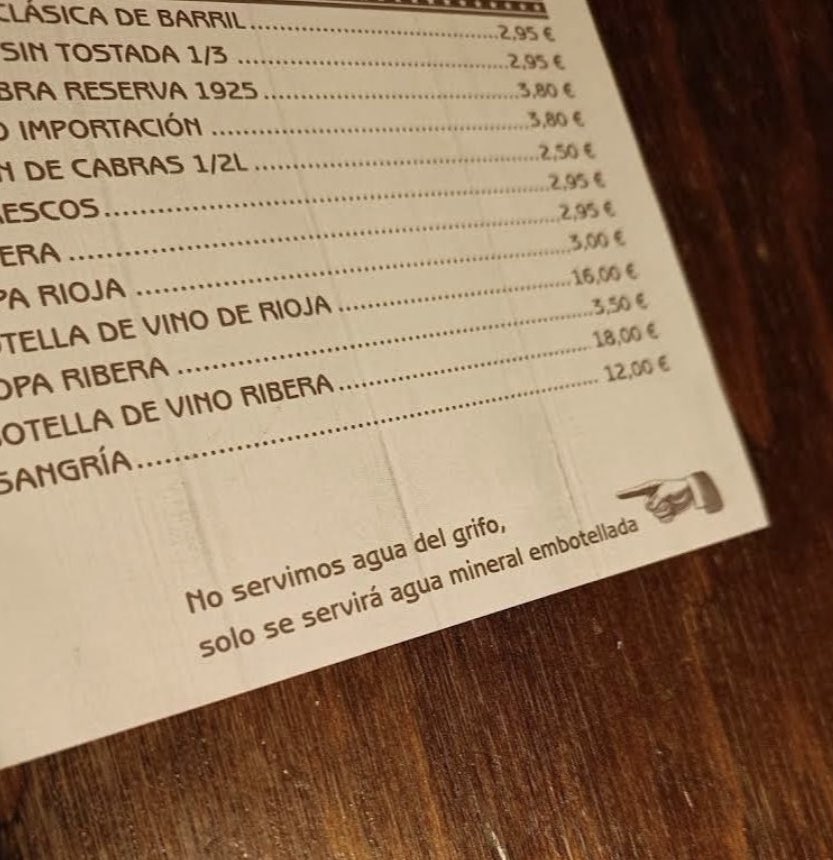 CLÁSICA DE BARRIL ........ 2,95 €
SIN TOSTADA 1/3 ........ 2,95 €
BRA RESERVA 1925 ........ 3,80 €
O IMPORTACIÓN ........ 3,80 €
N DE CABRAS 1/2L ........ 2,50 €
RESCOS ........ 2,95 €
ERA ........ 2,95 €
PA RIOJA ........ 3,00 €
OTELLA DE VINO DE RIOJA ........ 16,00 €
OPA RIBERA ........ 3,50 €
BOTELLA DE VINO RIBERA ........ 18,00 €
SANGRÍA ........ 12,00 €
No servimos agua del grifo,
solo se servirá agua mineral embotellada